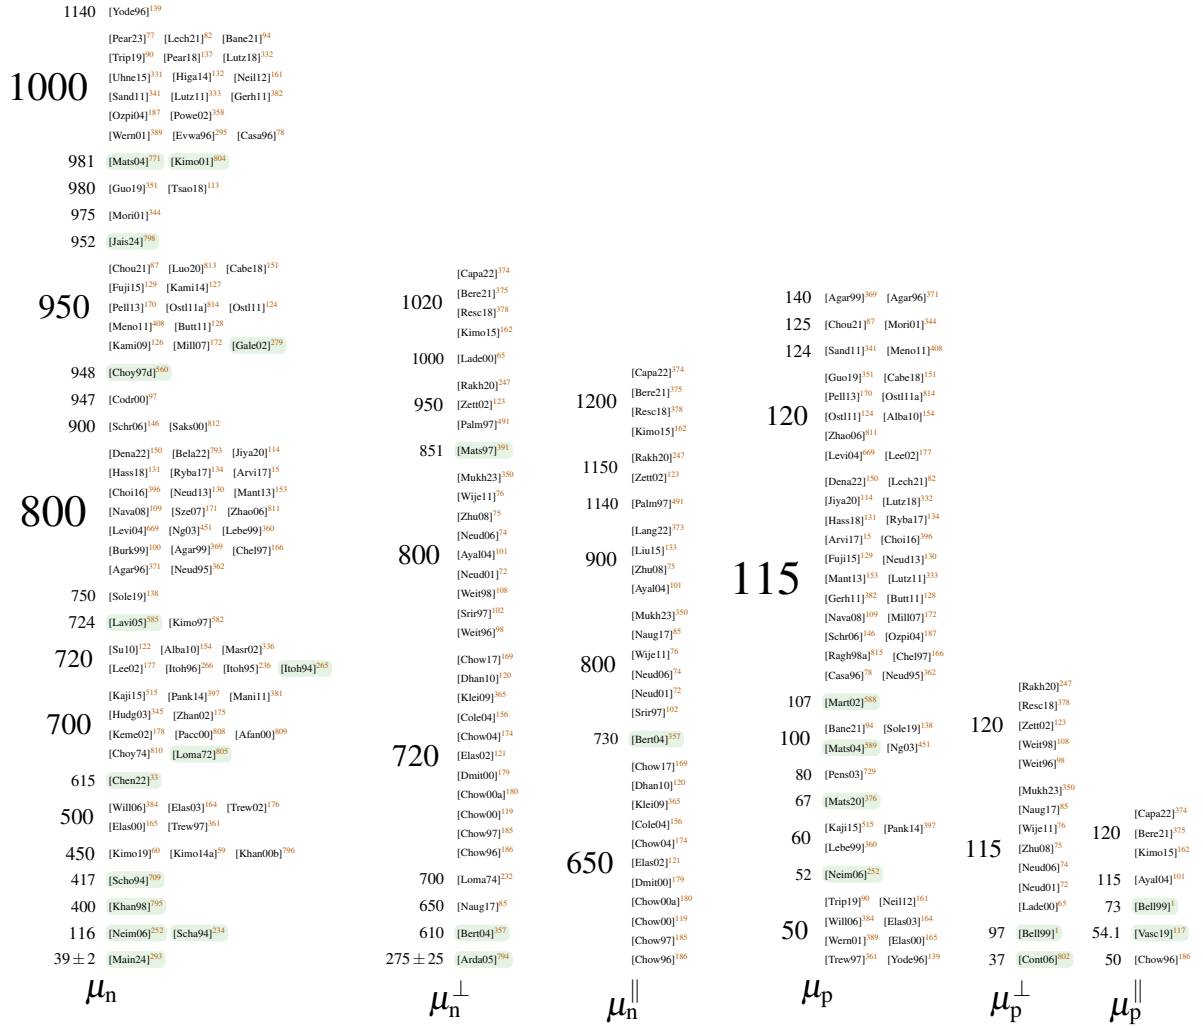 1140 [Yode96]139
[Pear23]77 [Lech21]82 [Bane21]94
[Trip19]90 [Pear18]137 [Lutz18]332
1000 [Uhne15]331 [Higa14]132 [Neil12]161
[Sand11]341 [Lutz11]333 [Gerh11]382
[Ozpi04]187 [Powe02]358
[Wern01]389 [Evwa96]295 [Casa96]78
981 [Mats04]771 [Kimo01]804
980 [Guo19]351 [Tsao18]113
975 [Mori01]344
952 [Jais24]798
[Chou21]87 [Luo20]813 [Cabe18]151
[Fuji15]129 [Kami14]127
950 [Pell13]170 [Ostl11a]814 [Ostl11]124
[Meno11]408 [Butt11]128
[Kami09]126 [Mill07]172 [Gale02]279
948 [Choy97d]560
947 [Codr00]97
900 [Schr06]146 [Saks00]812
[Dena22]150 [Bela22]793 [Jiya20]114
[Hass18]131 [Ryba17]134 [Arvi17]15
[Choi16]396 [Neud13]130 [Mant13]153
800 [Nava08]109 [Sze07]171 [Zhao06]811
[Levi04]669 [Ng03]451 [Lebe99]360
[Burk99]100 [Agar99]369 [Chel97]166
[Agar96]371 [Neud95]362
750 [Sole19]138
724 [Lavi05]585 [Kimo97]582
720 [Su10]122 [Alba10]154 [Masr02]336
[Lee02]177 [Itoh96]266 [Itoh95]236 [Itoh94]265
[Kaji15]515 [Pank14]397 [Mani11]381
700 [Hudg03]345 [Zhan02]175
[Keme02]178 [Pacc00]808 [Afan00]809
[Choy74]810 [Loma72]805
615 [Chen22]33
500 [Will06]384 [Elas03]164 [Trew02]176
[Elas00]165 [Trew97]361
450 [Kimo19]60 [Kimo14a]59 [Khan00b]796
417 [Scho94]709
400 [Khan98]795
116 [Neim06]252 [Scha94]234
39 ± 2 [Main24]293
μn
[Capa22]374
1020 [Bere21]375
[Resc18]378
[Kimo15]162
1000 [Lade00]65
[Rakh20]247
950 [Zett02]123
[Palm97]491
851 [Mats97]391
[Mukh23]350
[Wije11]76
[Zhu08]75
[Neud06]74
800 [Ayal04]101
[Neud01]72
[Weit98]108
[Srir97]102
[Weit96]98
[Chow17]169
[Dhan10]120
[Klei09]365
[Cole04]156
[Chow04]174
720 [Elas02]121
[Dmit00]179
[Chow00a]180
[Chow00]119
[Chow97]185
[Chow96]186
700 [Loma74]232
650 [Naug17]85
610 [Bert04]357
275 ± 25 [Arda05]794
μn⊥
[Capa22]374
1200 [Bere21]375
[Resc18]378
[Kimo15]162
1150 [Rakh20]247
[Zett02]123
1140 [Palm97]491
[Lang22]373
900 [Liu15]133
[Zhu08]75
[Ayal04]101
[Mukh23]350
[Naug17]85
800 [Wije11]76
[Neud06]74
[Neud01]72
[Srir97]102
730 [Bert04]357
[Chow17]169
[Dhan10]120
[Klei09]365
[Cole04]156
[Chow04]174
650 [Elas02]121
[Dmit00]179
[Chow00a]180
[Chow00]119
[Chow97]185
[Chow96]186
μn∥
140 [Agar99]369 [Agar96]371
125 [Chou21]87 [Mori01]344
124 [Sand11]341 [Meno11]408
[Guo19]351 [Cabe18]151
[Pell13]170 [Ostl11a]814
120 [Ostl11]124 [Alba10]154
[Zhao06]811
[Levi04]669 [Lee02]177
[Dena22]150 [Lech21]82
[Jiya20]114 [Lutz18]332
[Hass18]131 [Ryba17]134
[Arvi17]15 [Choi16]396
[Fuji15]129 [Neud13]130
115 [Mant13]153 [Lutz11]333
[Gerh11]382 [Butt11]128
[Nava08]109 [Mill07]172
[Schr06]146 [Ozpi04]187
[Ragh98a]815 [Chel97]166
[Casa96]78 [Neud95]362
107 [Mart02]588
100 [Bane21]94 [Sole19]138
[Mats04]589 [Ng03]451
80 [Pens03]729
67 [Mats20]376
60 [Kaji15]515 [Pank14]397
[Lebe99]360
52 [Neim06]252
[Trip19]90 [Neil12]161
50 [Will06]384 [Elas03]164
[Wern01]389 [Elas00]165
[Trew97]361 [Yode96]139
μp
[Rakh20]247
[Resc18]378
120 [Zett02]123
[Weit98]108
[Weit96]98
[Mukh23]350
[Naug17]85
[Wije11]76
115 [Zhu08]75
[Neud06]74
[Neud01]72
[Lade00]65
97 [Bell99]1
37 [Cont06]802
μp⊥
[Capa22]374
120 [Bere21]375
[Kimo15]162
115 [Ayal04]101
73 [Bell99]1
54.1 [Vasc19]117
50 [Chow96]186
μp∥